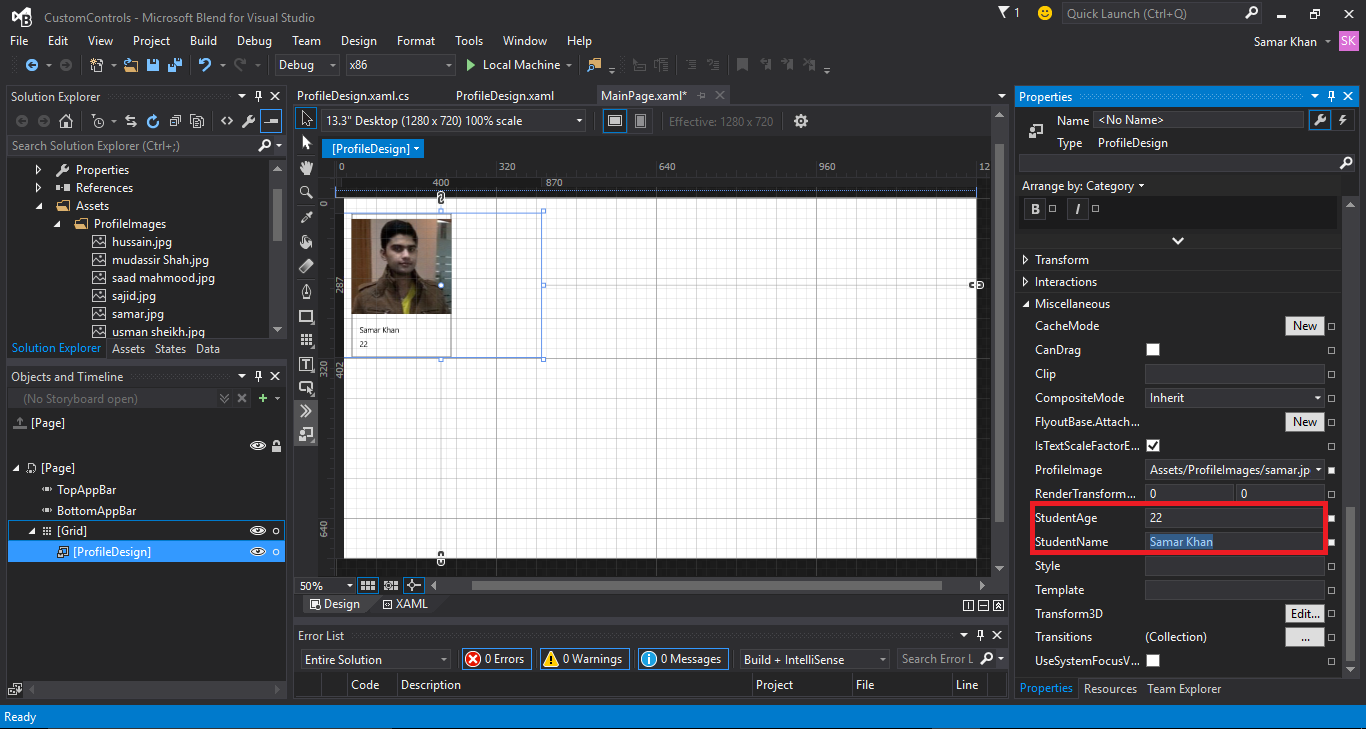 CustomControls - Microsoft Blend for Visual Studio
1
Quick Launch (Ctrl+Q)
File Edit View Project Build Debug Team Design Format Tools Window Help
Samar Khan SK
Debug x86 Local Machine
Solution Explorer
Search Solution Explorer (Ctrl+;)
Properties
References
Assets
ProfileImages
hussain.jpg
mudassir Shah.jpg
saad mahmood.jpg
sajid.jpg
samar.jpg
usman sheikh.jpg
Solution Explorer Assets States Data
Objects and Timeline
(No Storyboard open)
[Page]
[Page]
TopAppBar
BottomAppBar
[Grid]
[ProfileDesign]
ProfileDesign.xaml.cs ProfileDesign.xaml MainPage.xaml*
13.3" Desktop (1280 x 720) 100% scale
Effective: 1280 x 720
[ProfileDesign]
0 320 640 960 12
400 870
0
287
320
402
640
Samar Khan
22
50%
Design XAML
Error List
Entire Solution 0 Errors 0 Warnings 0 Messages Build + IntelliSense Search Error L
Code Description Project File Line
Properties
Name <No Name>
Type ProfileDesign
Arrange by: Category
B I
Transform
Interactions
Miscellaneous
CacheMode New
CanDrag
Clip
CompositeMode Inherit
FlyoutBase.Attach... New
IsTextScaleFactorE...
ProfileImage Assets/ProfileImages/samar.jp
RenderTransform... 0 0
StudentAge 22
StudentName Samar Khan
Style
Template
Transform3D Edit...
Transitions (Collection) ...
UseSystemFocusV...
Properties Resources Team Explorer
Ready